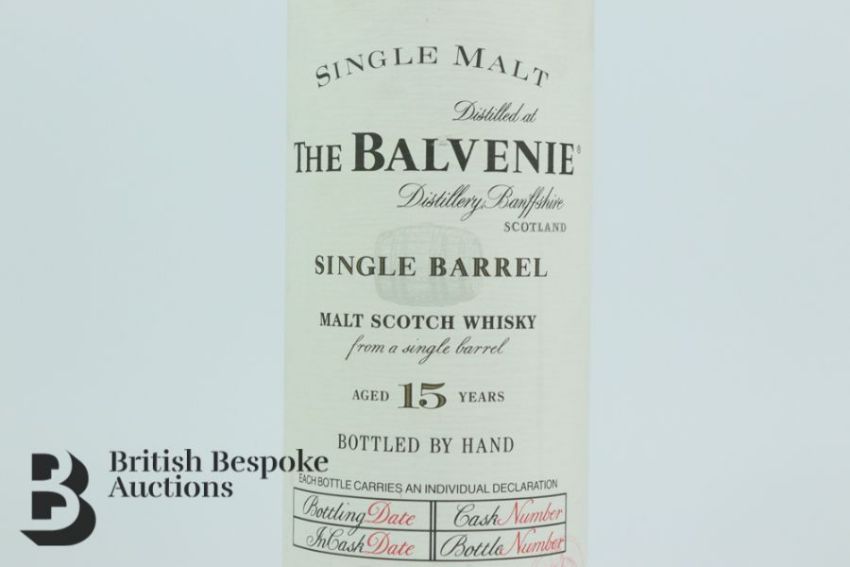 SINGLE MALT
Distilled at
THE BALVENIE®
Distillery, Banffshire
SCOTLAND
SINGLE BARREL
MALT SCOTCH WHISKY
from a single barrel
AGED 15 YEARS
BOTTLED BY HAND
EACH BOTTLE CARRIES AN INDIVIDUAL DECLARATION
Bottling Date Cask Number
In Cask Date Bottle Number
British Bespoke
Auctions